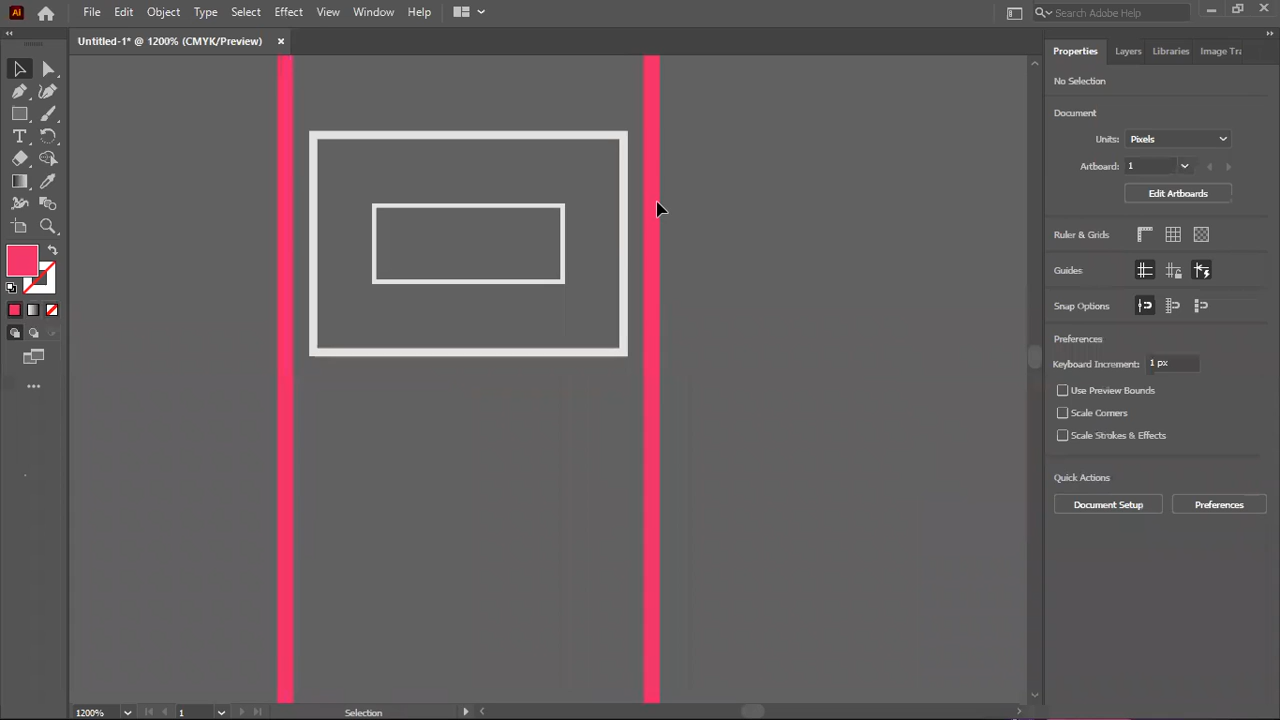 Ai File Edit Object Type Select Effect View Window Help Search Adobe Help
Untitled-1* @ 1200% (CMYK/Preview) ×
Properties Layers Libraries Image Tra
No Selection
Document
Units: Pixels
Artboard: 1
Edit Artboards
Ruler & Grids
Guides
Snap Options
Preferences
Keyboard Increment: 1 px
Use Preview Bounds
Scale Corners
Scale Strokes & Effects
Quick Actions
Document Setup Preferences
1200% 1 Selection